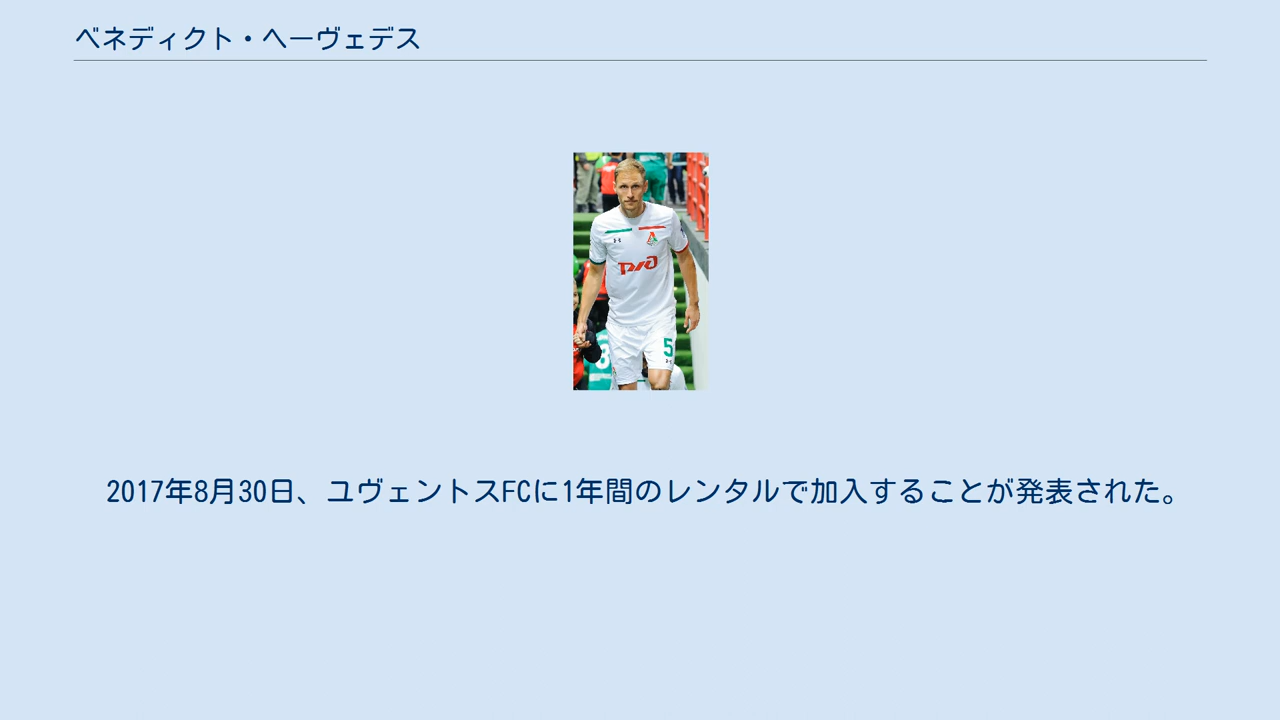 ベネディクト・ヘーヴェデス
РЖД
5
2017年8月30日、ユヴェントスFCに1年間のレンタルで加入することが発表された。